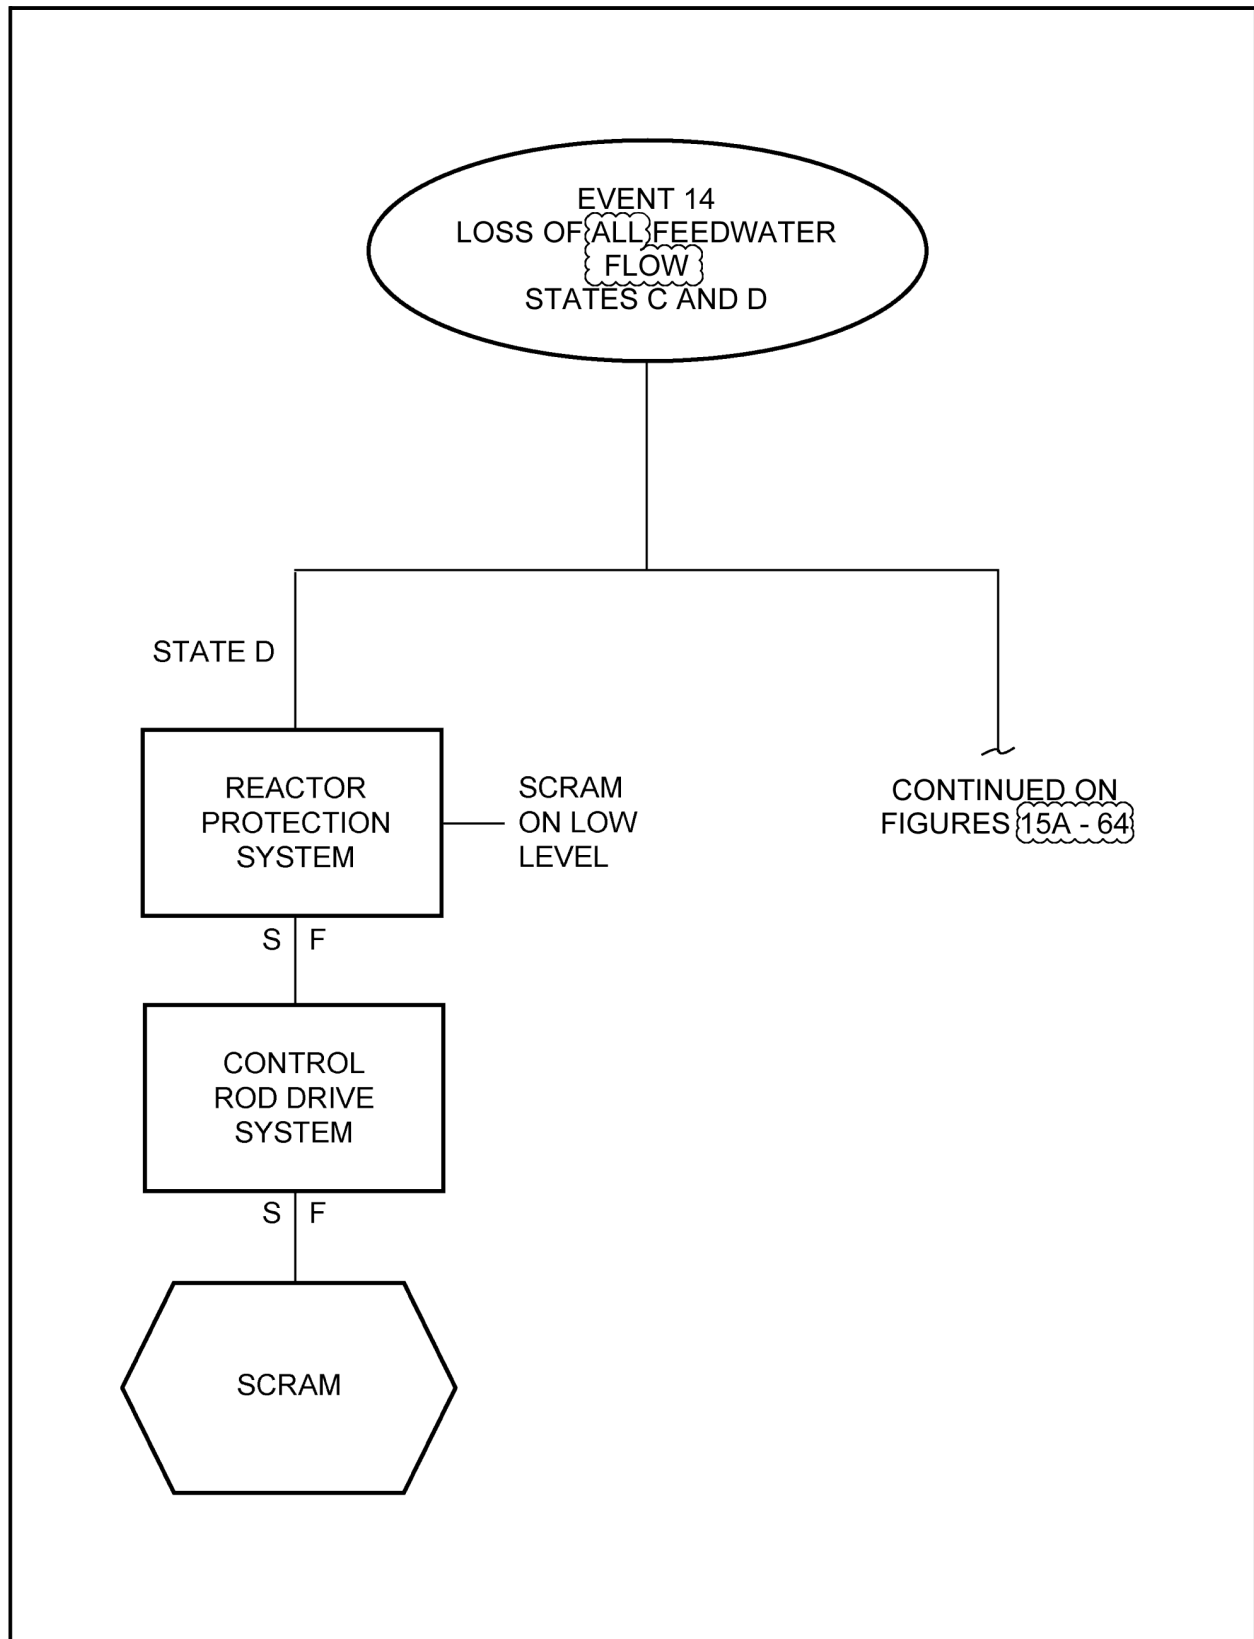 EVENT 14
LOSS OF ALL FEEDWATER
FLOW
STATES C AND D
STATE D
REACTOR
PROTECTION
SYSTEM
SCRAM
ON LOW
LEVEL
CONTINUED ON
FIGURES 15A - 64
S F
CONTROL
ROD DRIVE
SYSTEM
S F
SCRAM